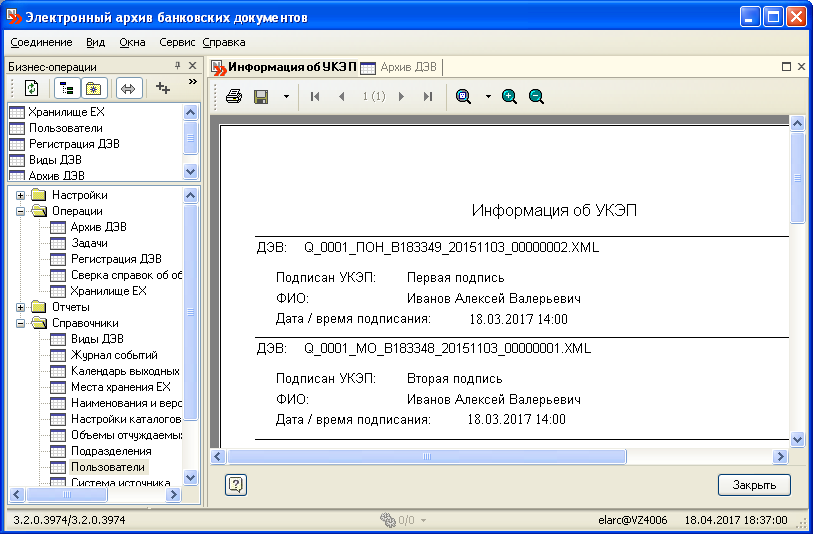 Электронный архив банковских документов
Соединение Вид Окна Сервис Справка
Бизнес-операции
Информация об УКЭП Архив ДЭВ
1 (1)
Хранилище ЕХ
Пользователи
Регистрация ДЭВ
Виды ДЭВ
Архив ДЭВ
Настройки
Операции
Архив ДЭВ
Задачи
Регистрация ДЭВ
Сверка справок об об
Хранилище ЕХ
Отчеты
Справочники
Виды ДЭВ
Журнал событий
Календарь выходных
Места хранения ЕХ
Наименования и верс
Настройки каталогов
Объемы отчуждаемых
Подразделения
Пользователи
Система источника
Информация об УКЭП
ДЭВ: Q_0001_ПОН_B183349_20151103_00000002.XML
Подписан УКЭП: Первая подпись
ФИО: Иванов Алексей Валерьевич
Дата / время подписания: 18.03.2017 14:00
ДЭВ: Q_0001_МО_B183348_20151103_00000001.XML
Подписан УКЭП: Вторая подпись
ФИО: Иванов Алексей Валерьевич
Дата / время подписания: 18.03.2017 14:00
Закрыть
3.2.0.3974/3.2.0.3974 0/0 elarc@VZ4006 18.04.2017 18:37:00